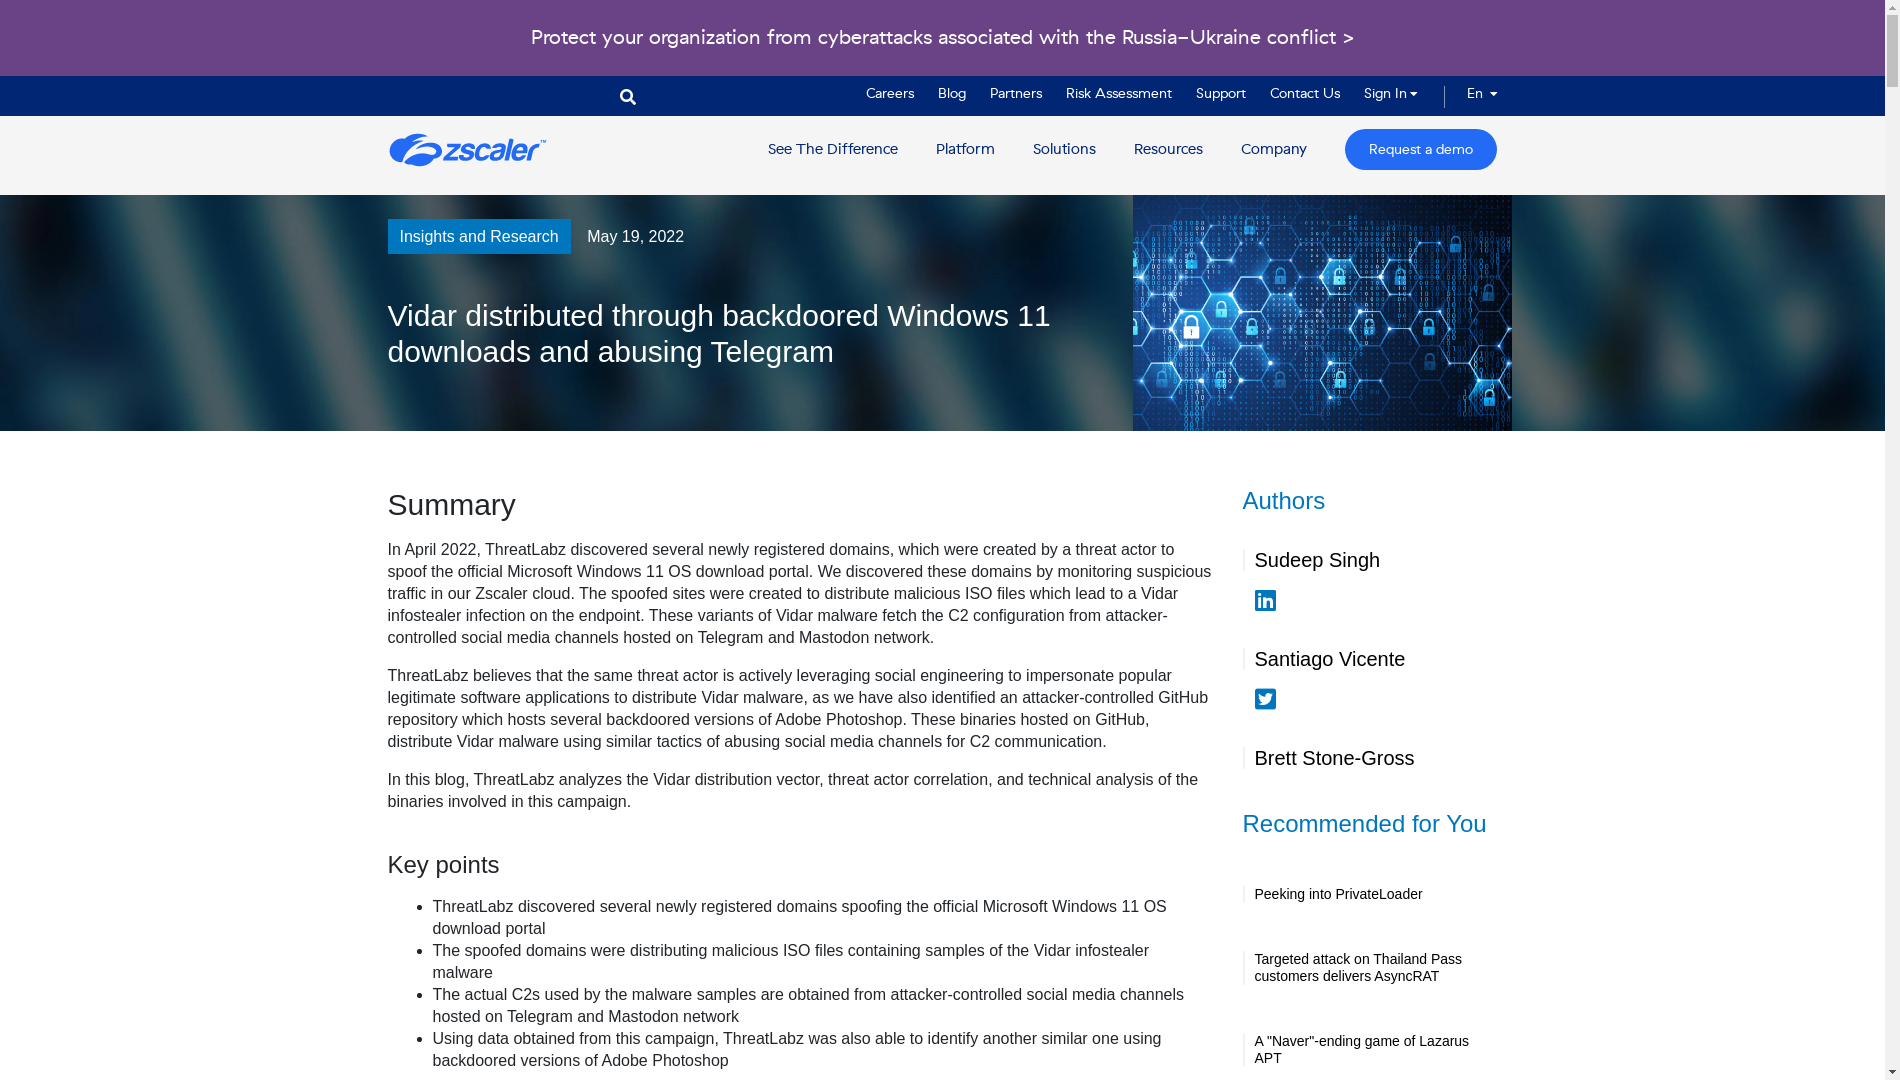 Protect your organization from cyberattacks associated with the Russia-Ukraine conflict >
Careers Blog Partners Risk Assessment Support Contact Us Sign In En
zscaler™ See The Difference Platform Solutions Resources Company Request a demo
Insights and Research May 19, 2022
Vidar distributed through backdoored Windows 11
downloads and abusing Telegram
Summary
In April 2022, ThreatLabz discovered several newly registered domains, which were created by a threat actor to
spoof the official Microsoft Windows 11 OS download portal. We discovered these domains by monitoring suspicious
traffic in our Zscaler cloud. The spoofed sites were created to distribute malicious ISO files which lead to a Vidar
infostealer infection on the endpoint. These variants of Vidar malware fetch the C2 configuration from attacker-
controlled social media channels hosted on Telegram and Mastodon network.
ThreatLabz believes that the same threat actor is actively leveraging social engineering to impersonate popular
legitimate software applications to distribute Vidar malware, as we have also identified an attacker-controlled GitHub
repository which hosts several backdoored versions of Adobe Photoshop. These binaries hosted on GitHub,
distribute Vidar malware using similar tactics of abusing social media channels for C2 communication.
In this blog, ThreatLabz analyzes the Vidar distribution vector, threat actor correlation, and technical analysis of the
binaries involved in this campaign.
Key points
• ThreatLabz discovered several newly registered domains spoofing the official Microsoft Windows 11 OS
download portal
• The spoofed domains were distributing malicious ISO files containing samples of the Vidar infostealer
malware
• The actual C2s used by the malware samples are obtained from attacker-controlled social media channels
hosted on Telegram and Mastodon network
• Using data obtained from this campaign, ThreatLabz was also able to identify another similar one using
backdoored versions of Adobe Photoshop
Authors
Sudeep Singh
Santiago Vicente
Brett Stone-Gross
Recommended for You
Peeking into PrivateLoader
Targeted attack on Thailand Pass
customers delivers AsyncRAT
A "Naver"-ending game of Lazarus
APT